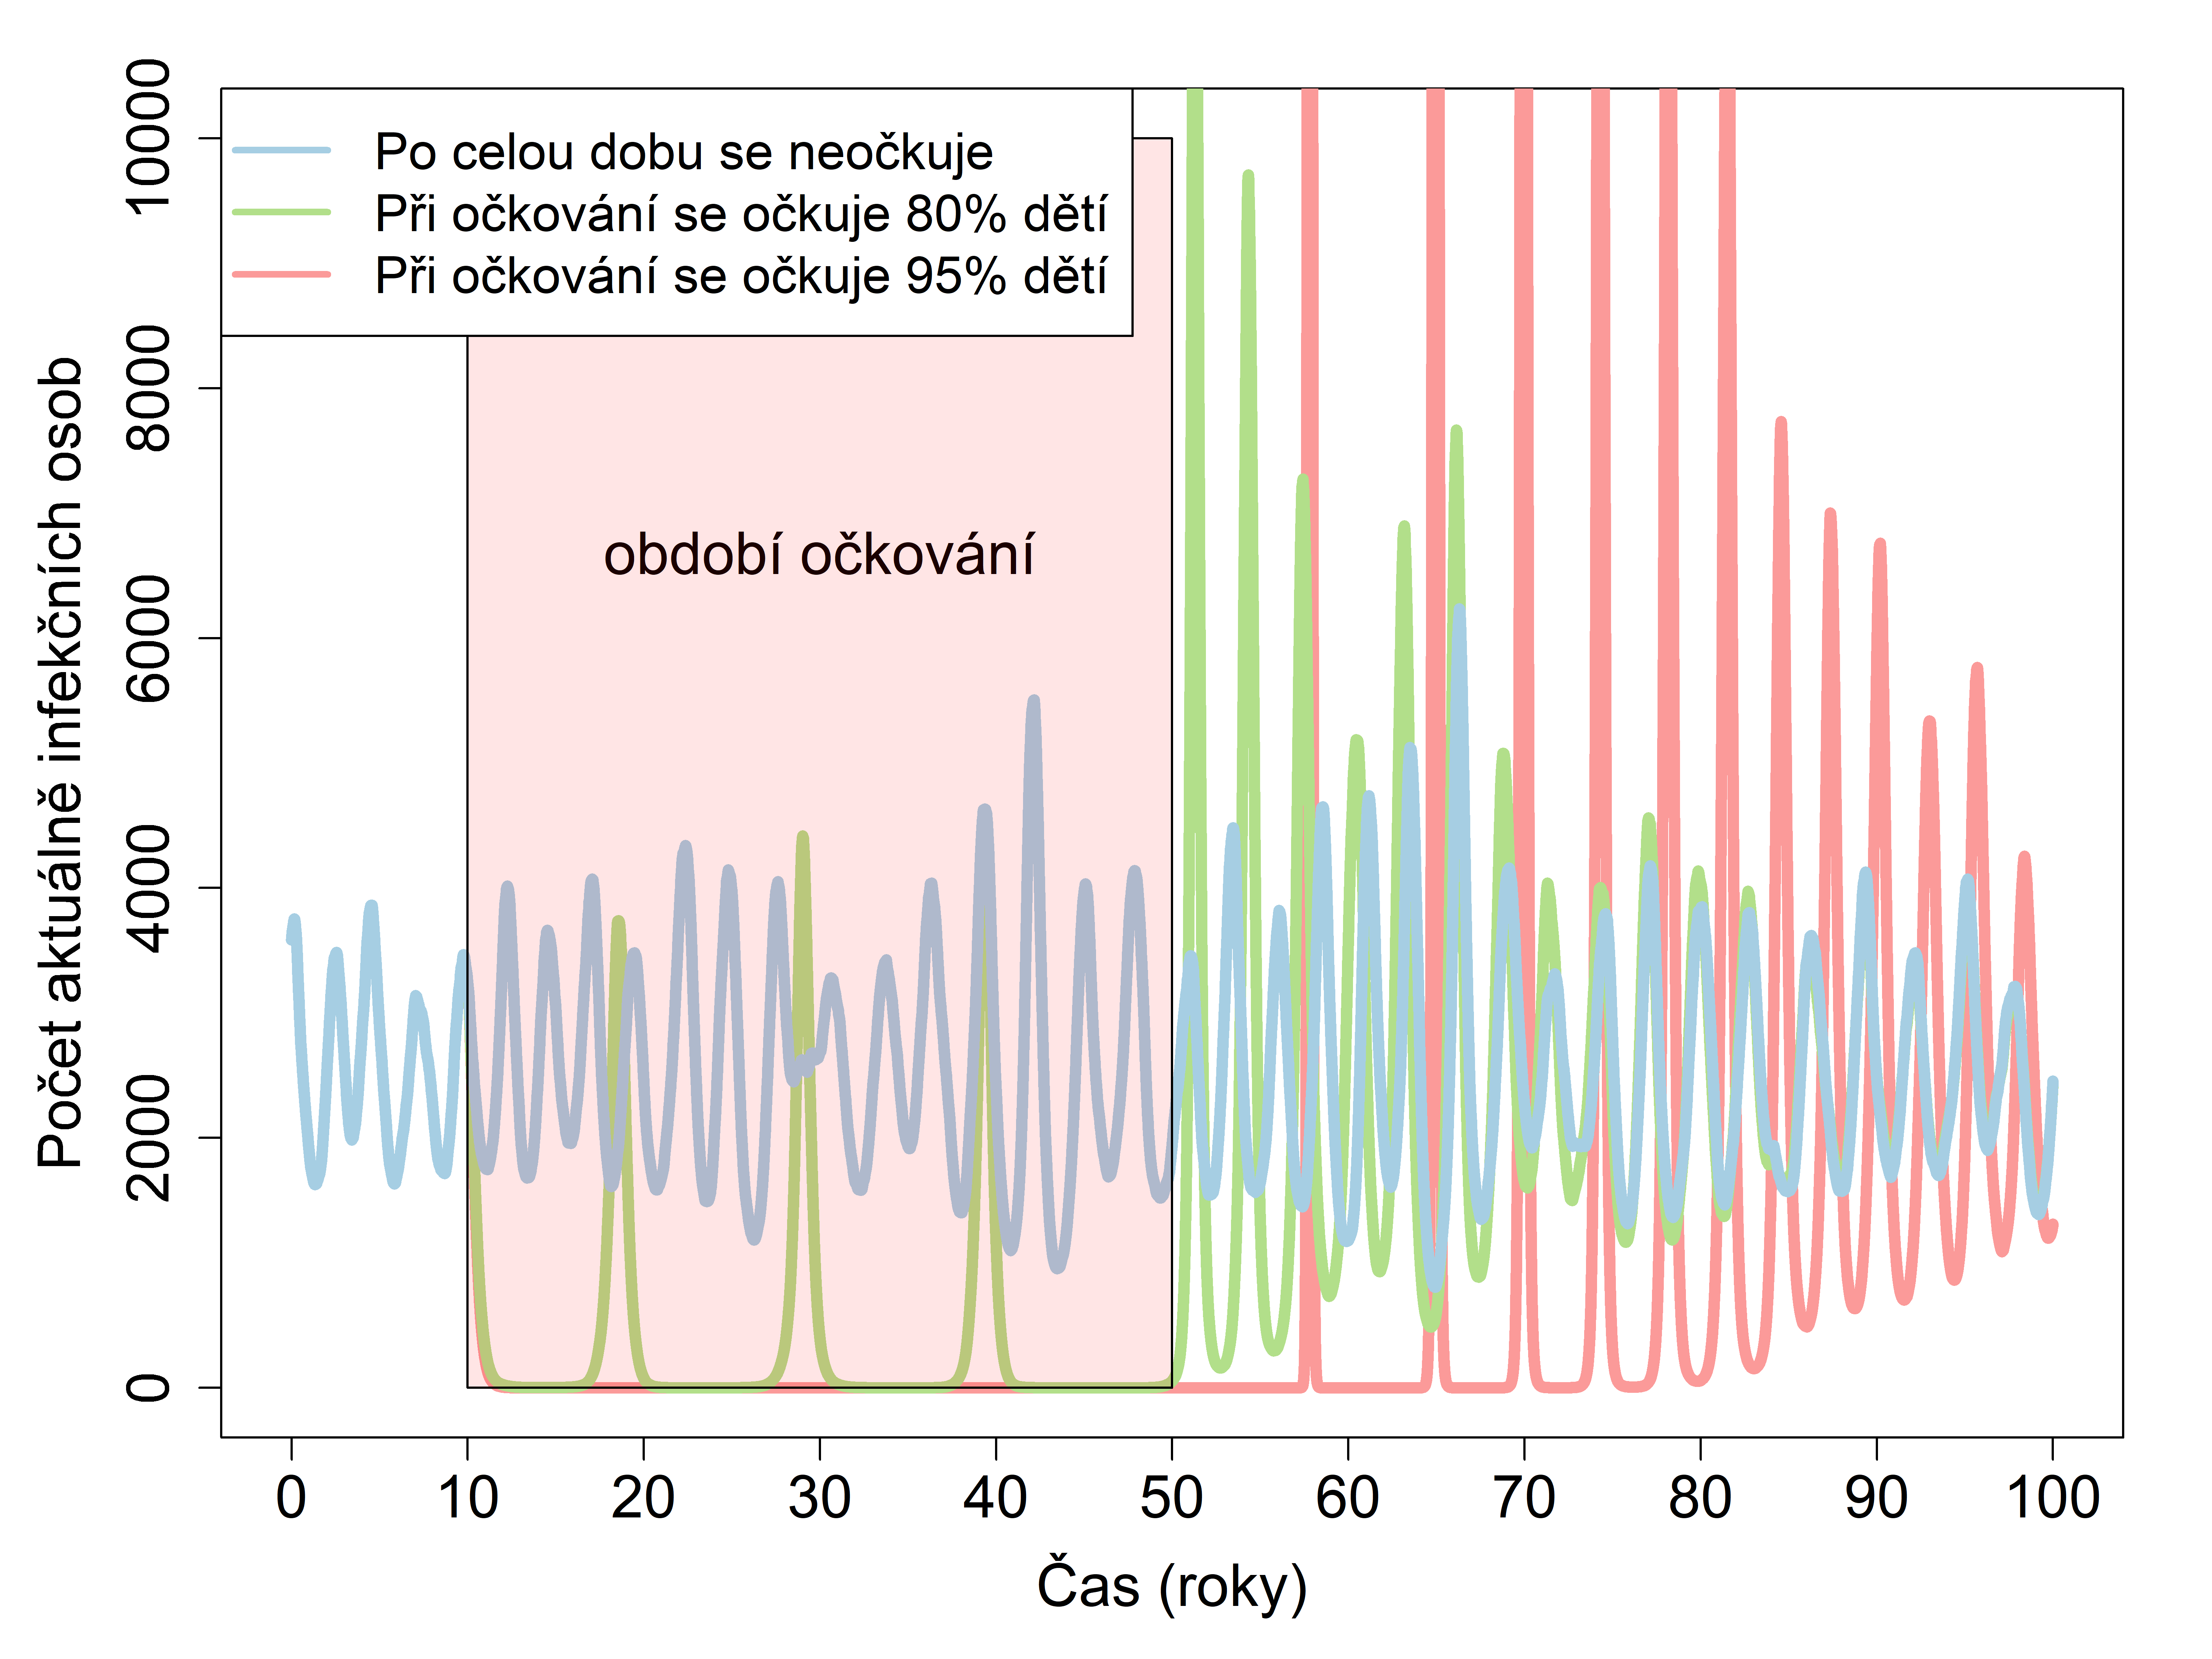 Po celou dobu se neočkuje
Při očkování se očkuje 80% dětí
Při očkování se očkuje 95% dětí
období očkování
Počet aktuálně infekčních osob
10000
8000
6000
4000
2000
0
0 10 20 30 40 50 60 70 80 90 100
Čas (roky)